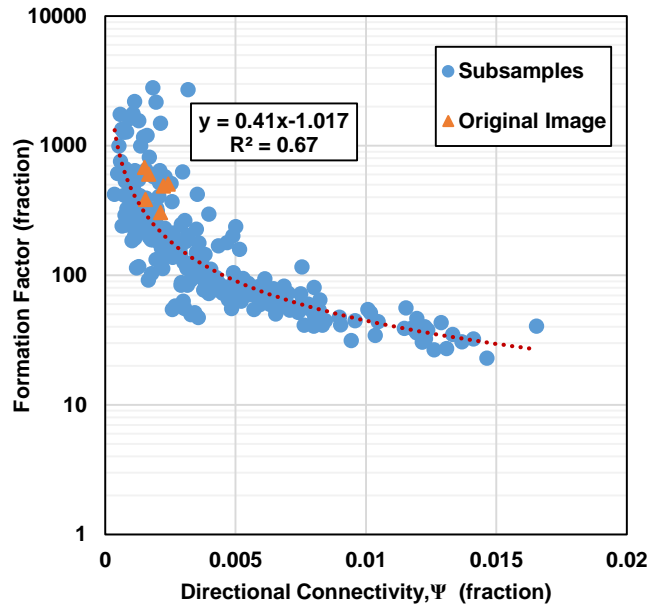 10000
1000
100
10
1
Formation Factor (fraction)
Subsamples
Original Image
y = 0.41x-1.017
R² = 0.67
0
0.005
0.01
0.015
0.02
Directional Connectivity,Ψ (fraction)